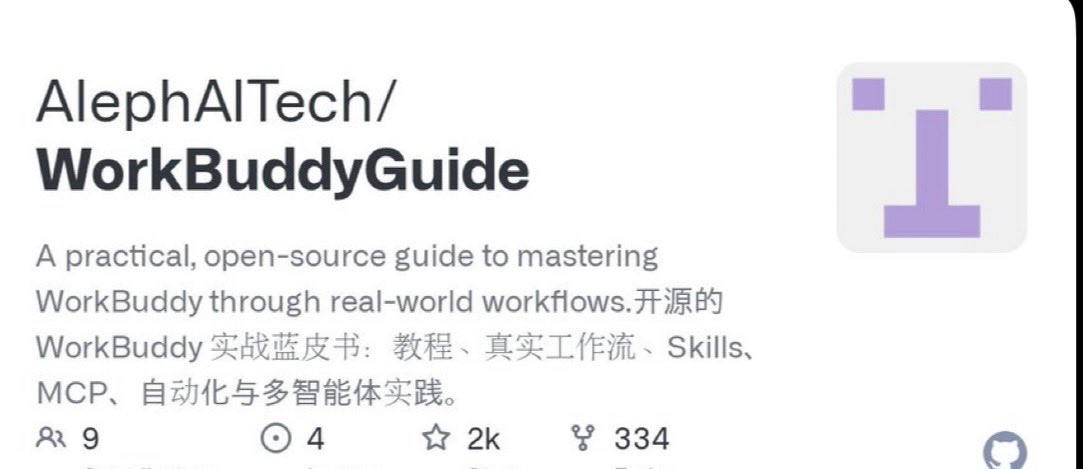 AlephAITech/
WorkBuddyGuide
A practical, open-source guide to mastering
WorkBuddy through real-world workflows.开源的
WorkBuddy 实战蓝皮书：教程、真实工作流、Skills、
MCP、自动化与多智能体实践。
9 4 2k 334